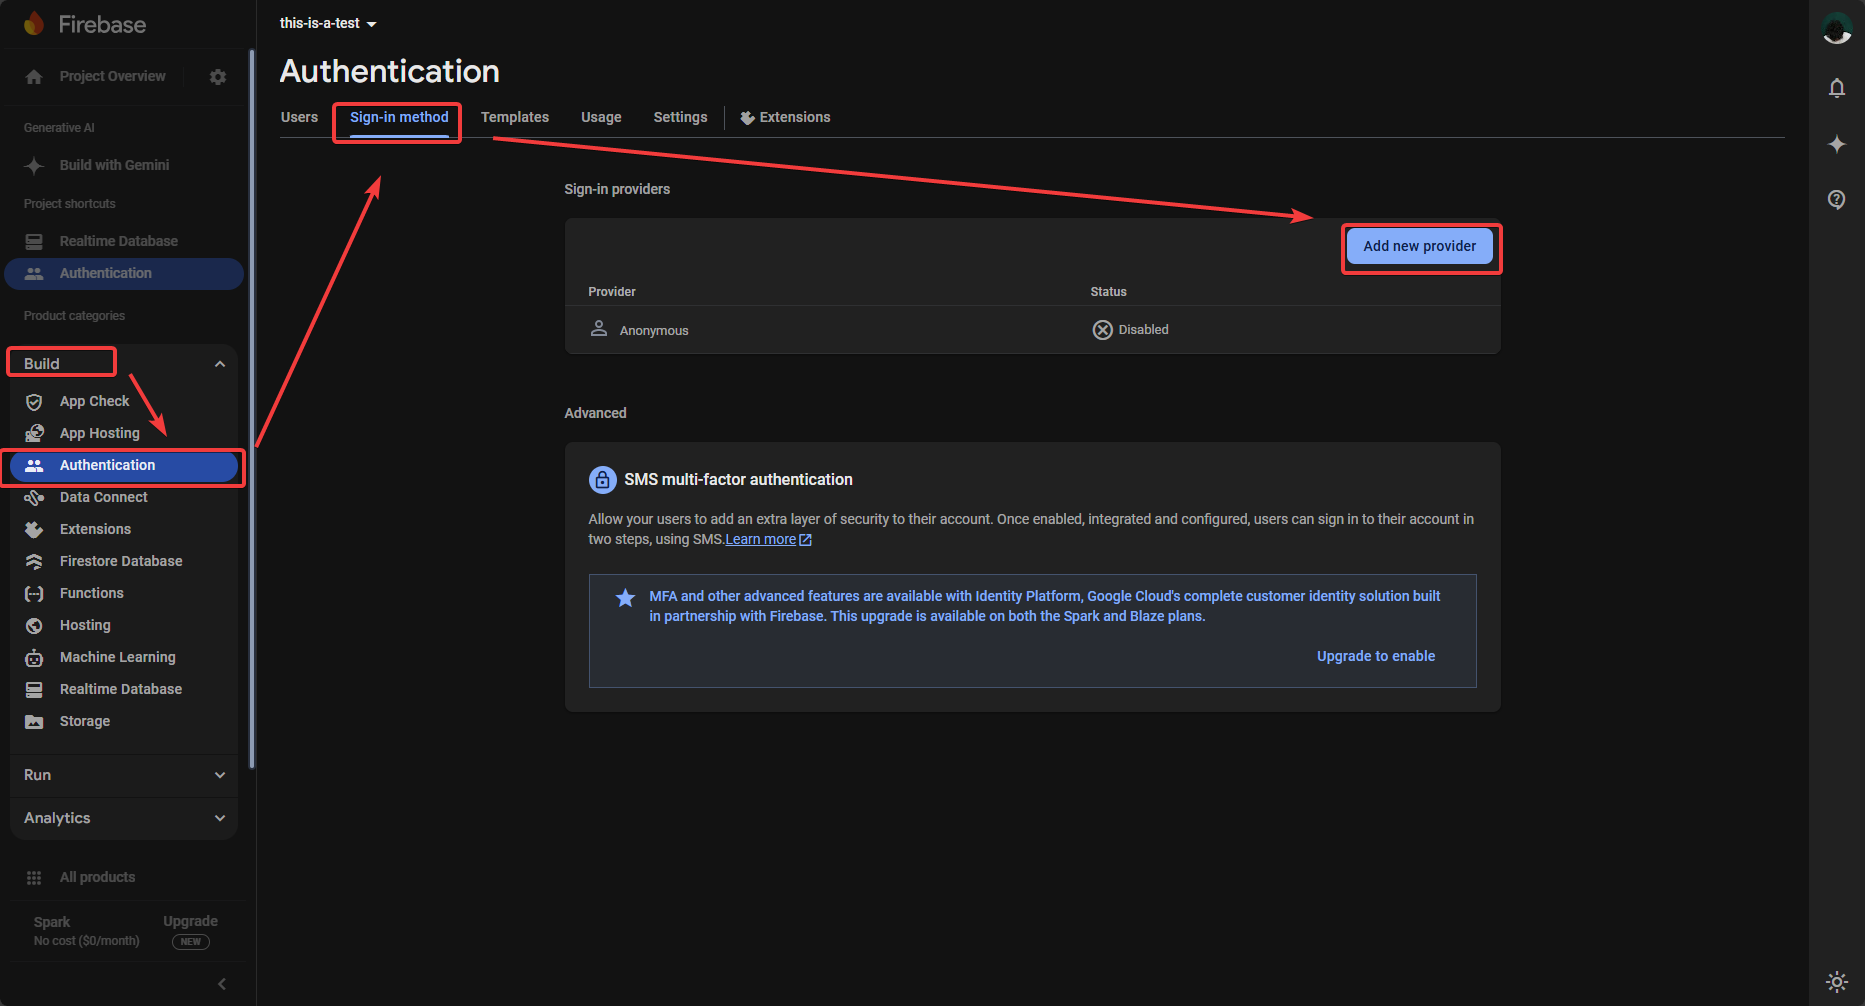 Firebase
Project Overview
Generative AI
Build with Gemini
Project shortcuts
Realtime Database
Authentication
Product categories
Build
App Check
App Hosting
Authentication
Data Connect
Extensions
Firestore Database
Functions
Hosting
Machine Learning
Realtime Database
Storage
Run
Analytics
All products
Spark
No cost ($0/month)
Upgrade
NEW
this-is-a-test
Authentication
Users Sign-in method Templates Usage Settings Extensions
Sign-in providers
Add new provider
Provider Status
Anonymous Disabled
Advanced
SMS multi-factor authentication
Allow your users to add an extra layer of security to their account. Once enabled, integrated and configured, users can sign in to their account in
two steps, using SMS.Learn more
MFA and other advanced features are available with Identity Platform, Google Cloud's complete customer identity solution built
in partnership with Firebase. This upgrade is available on both the Spark and Blaze plans.
Upgrade to enable